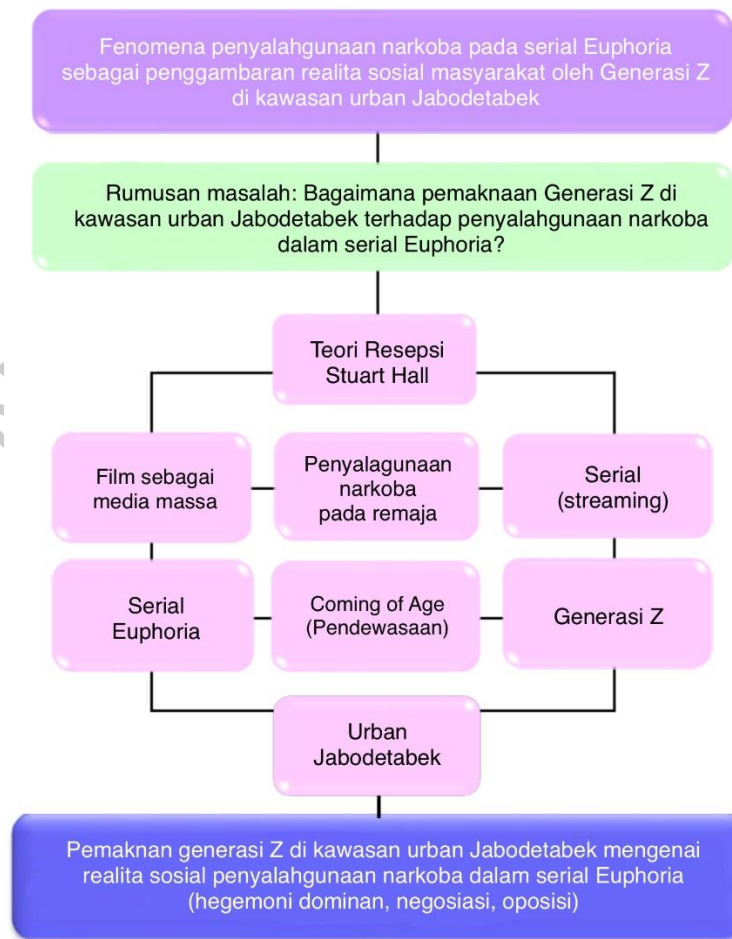 Fenomena penyalahgunaan narkoba pada serial Euphoria
sebagai penggambaran realita sosial masyarakat oleh Generasi Z
di kawasan urban Jabodetabek
Rumusan masalah: Bagaimana pemaknaan Generasi Z di
kawasan urban Jabodetabek terhadap penyalahgunaan narkoba
dalam serial Euphoria?
Teori Resepsi
Stuart Hall
Film sebagai
media massa
Penyalagunaan
narkoba
pada remaja
Serial
(streaming)
Serial
Euphoria
Coming of Age
(Pendewasaan)
Generasi Z
Urban
Jabodetabek
Pemaknan generasi Z di kawasan urban Jabodetabek mengenai
realita sosial penyalahgunaan narkoba dalam serial Euphoria
(hegemoni dominan, negosiasi, oposisi)